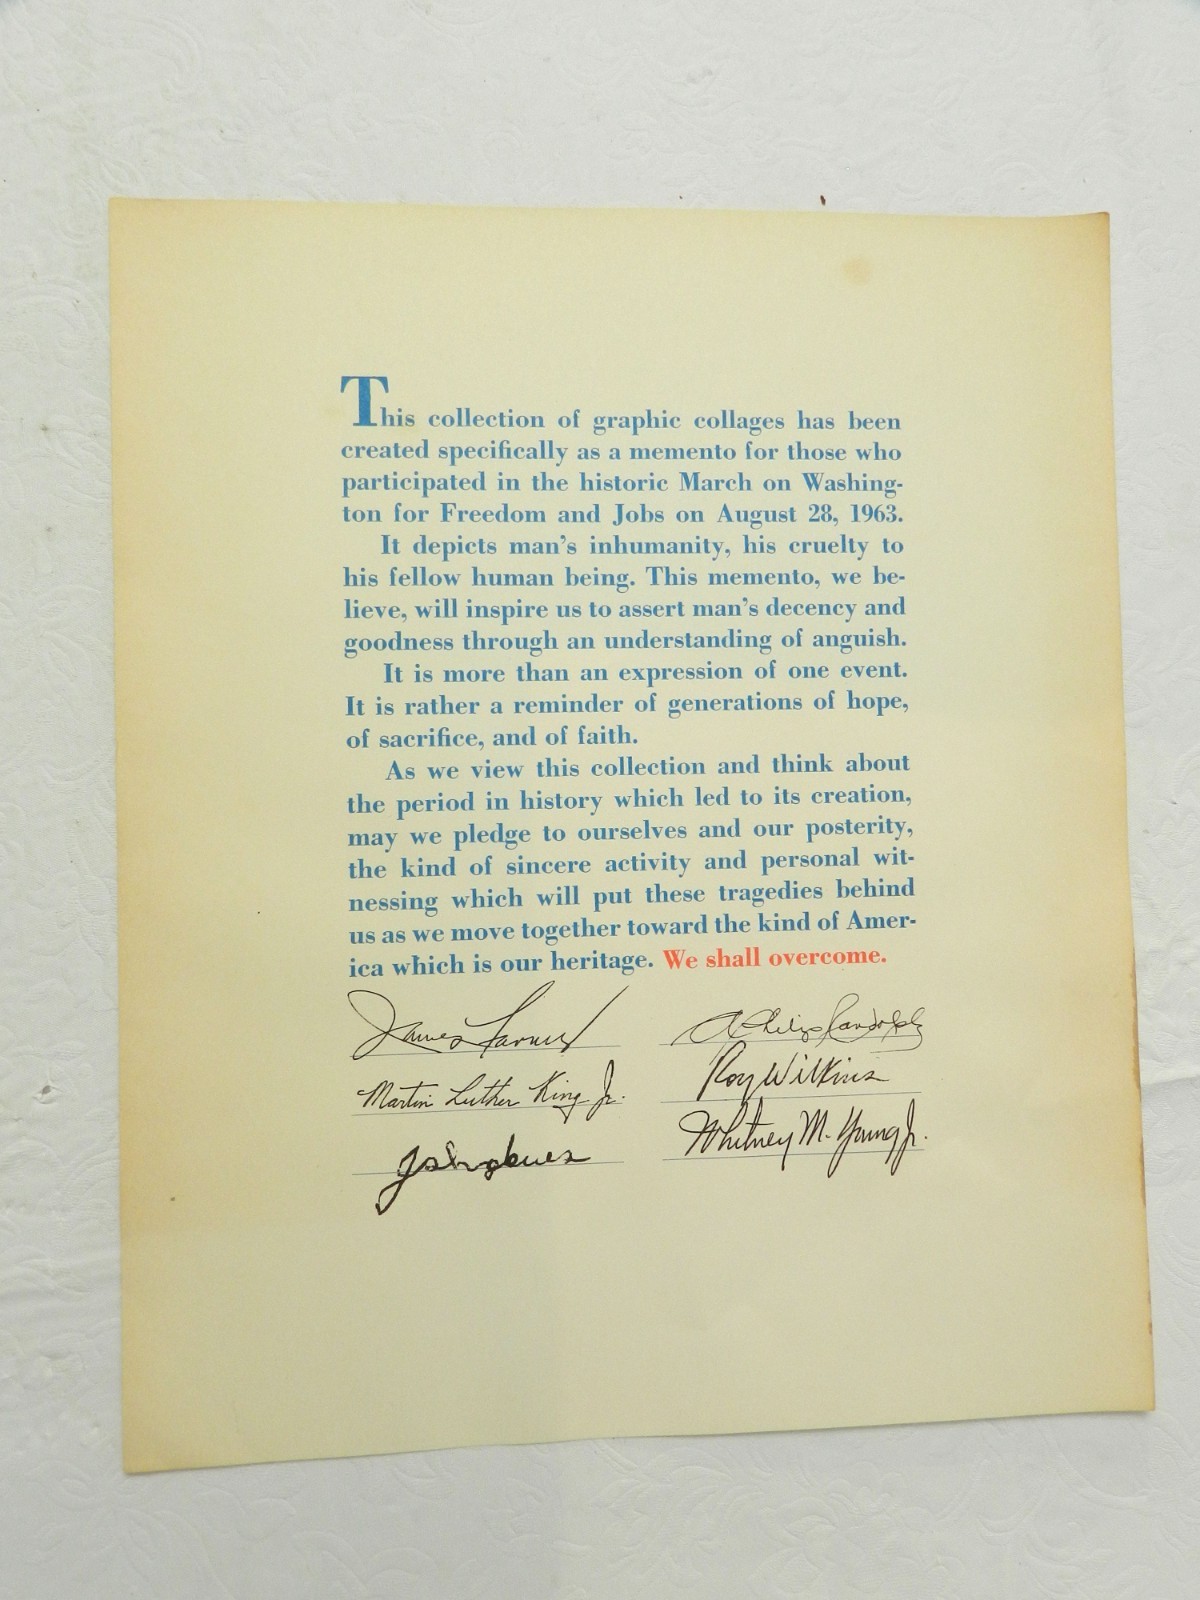 This collection of graphic collages has been
created specifically as a memento for those who
participated in the historic March on Washing-
ton for Freedom and Jobs on August 28, 1963.
It depicts man's inhumanity, his cruelty to
his fellow human being. This memento, we be-
lieve, will inspire us to assert man's decency and
goodness through an understanding of anguish.
It is more than an expression of one event.
It is rather a reminder of generations of hope,
of sacrifice, and of faith.
As we view this collection and think about
the period in history which led to its creation,
may we pledge to ourselves and our posterity,
the kind of sincere activity and personal wit-
nessing which will put these tragedies behind
us as we move together toward the kind of Amer-
ica which is our heritage. We shall overcome.
James Farmer
A Philip Randolph
Martin Luther King Jr.
Roy Wilkins
Whitney M. Young Jr.